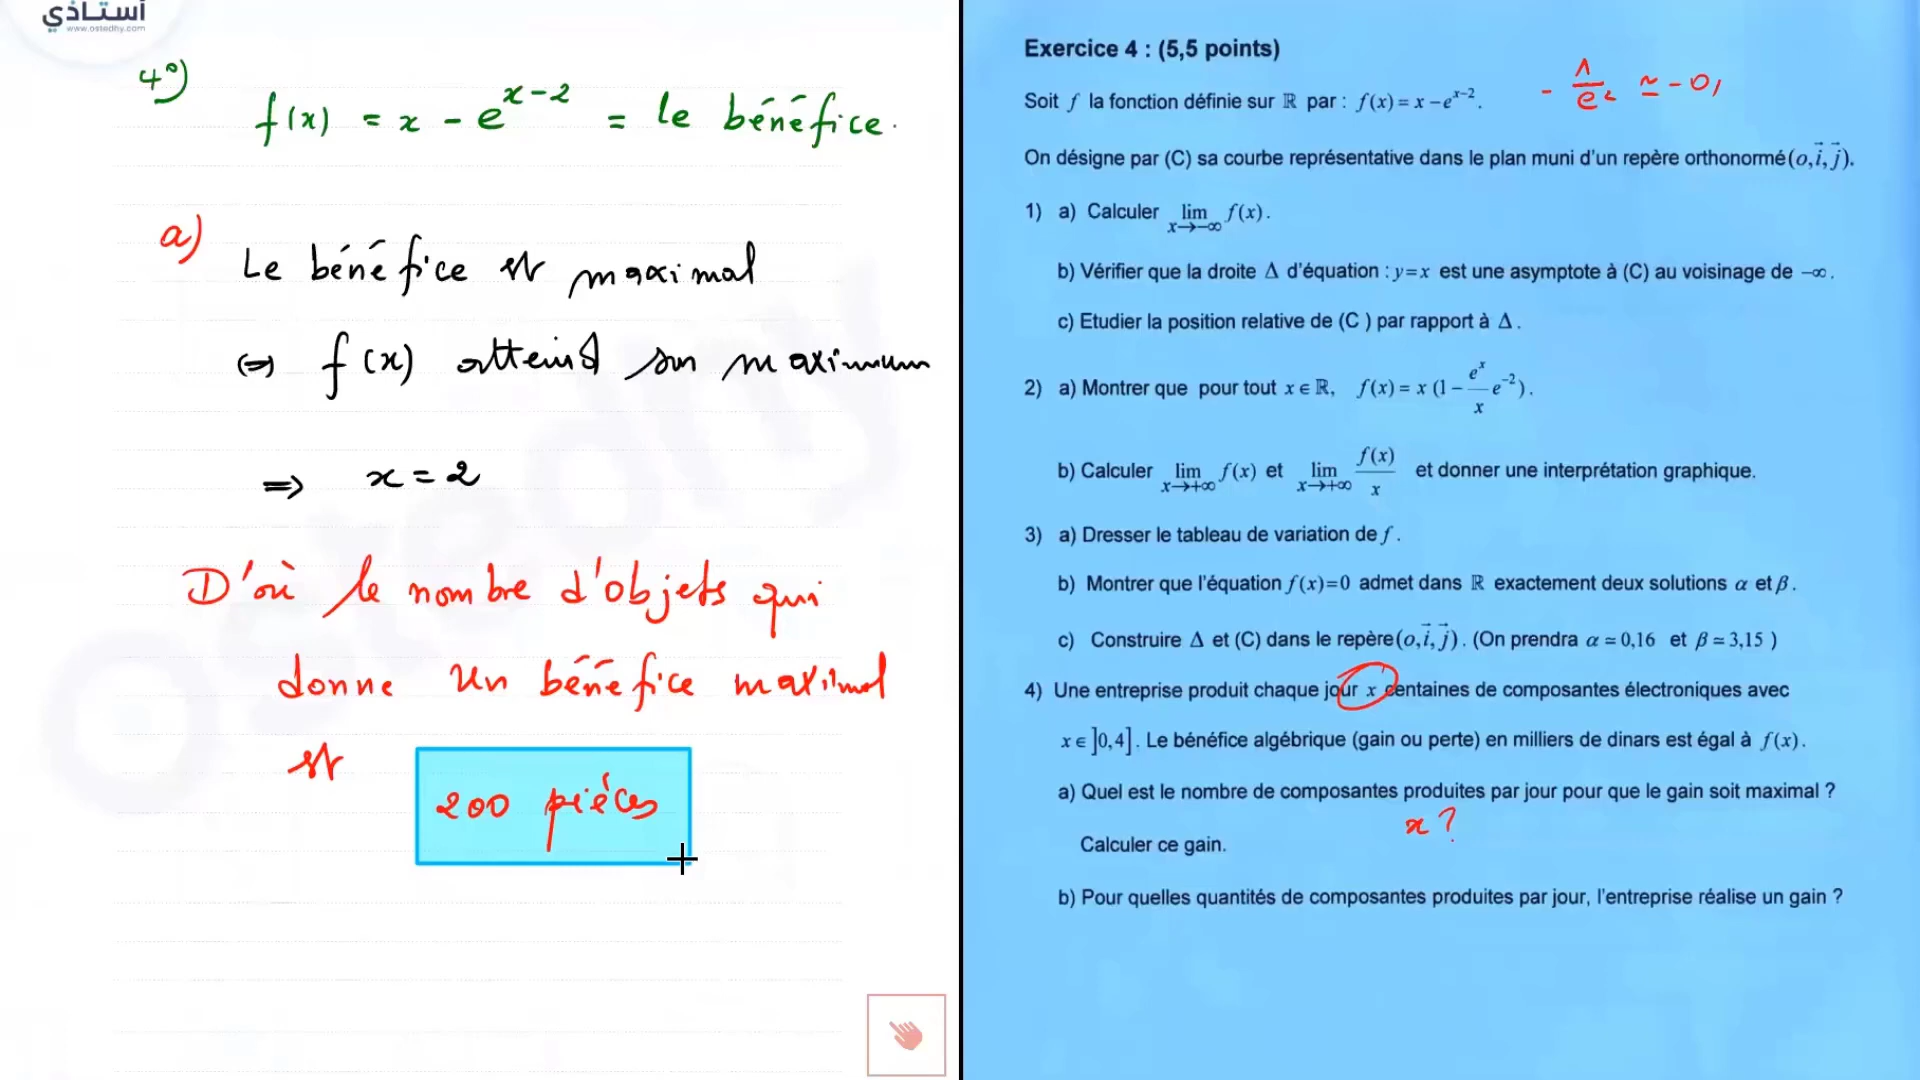 أستاذي
www.ostedhy.com
4°)
f(x) = x - e^{x-2} = le bénéfice.
a)
Le bénéfice est maximal
⇔ f(x) atteind son maximum
⇒ x = 2
D'où le nombre d'objets qui
donne un bénéfice maximal
est 200 piéces
Ostedhy
Exercice 4 : (5,5 points)
- 1/e² ≃ -0,
Soit f la fonction définie sur ℝ par : f(x) = x - e^{x-2}.
On désigne par (C) sa courbe représentative dans le plan muni d'un repère orthonormé (o, i⃗, j⃗).
1) a) Calculer lim_{x→-∞} f(x).
b) Vérifier que la droite Δ d'équation : y = x est une asymptote à (C) au voisinage de -∞.
c) Etudier la position relative de (C ) par rapport à Δ.
2) a) Montrer que pour tout x ∈ ℝ, f(x) = x (1 - e^x/x e^{-2}).
b) Calculer lim_{x→+∞} f(x) et lim_{x→+∞} f(x)/x et donner une interprétation graphique.
3) a) Dresser le tableau de variation de f.
b) Montrer que l'équation f(x)=0 admet dans ℝ exactement deux solutions α et β.
c) Construire Δ et (C) dans le repère (o, i⃗, j⃗). (On prendra α ≃ 0,16 et β ≃ 3,15 )
4) Une entreprise produit chaque jour x centaines de composantes électroniques avec
x ∈ ]0,4]. Le bénéfice algébrique (gain ou perte) en milliers de dinars est égal à f(x).
a) Quel est le nombre de composantes produites par jour pour que le gain soit maximal ?
x ?
Calculer ce gain.
b) Pour quelles quantités de composantes produites par jour, l'entreprise réalise un gain ?